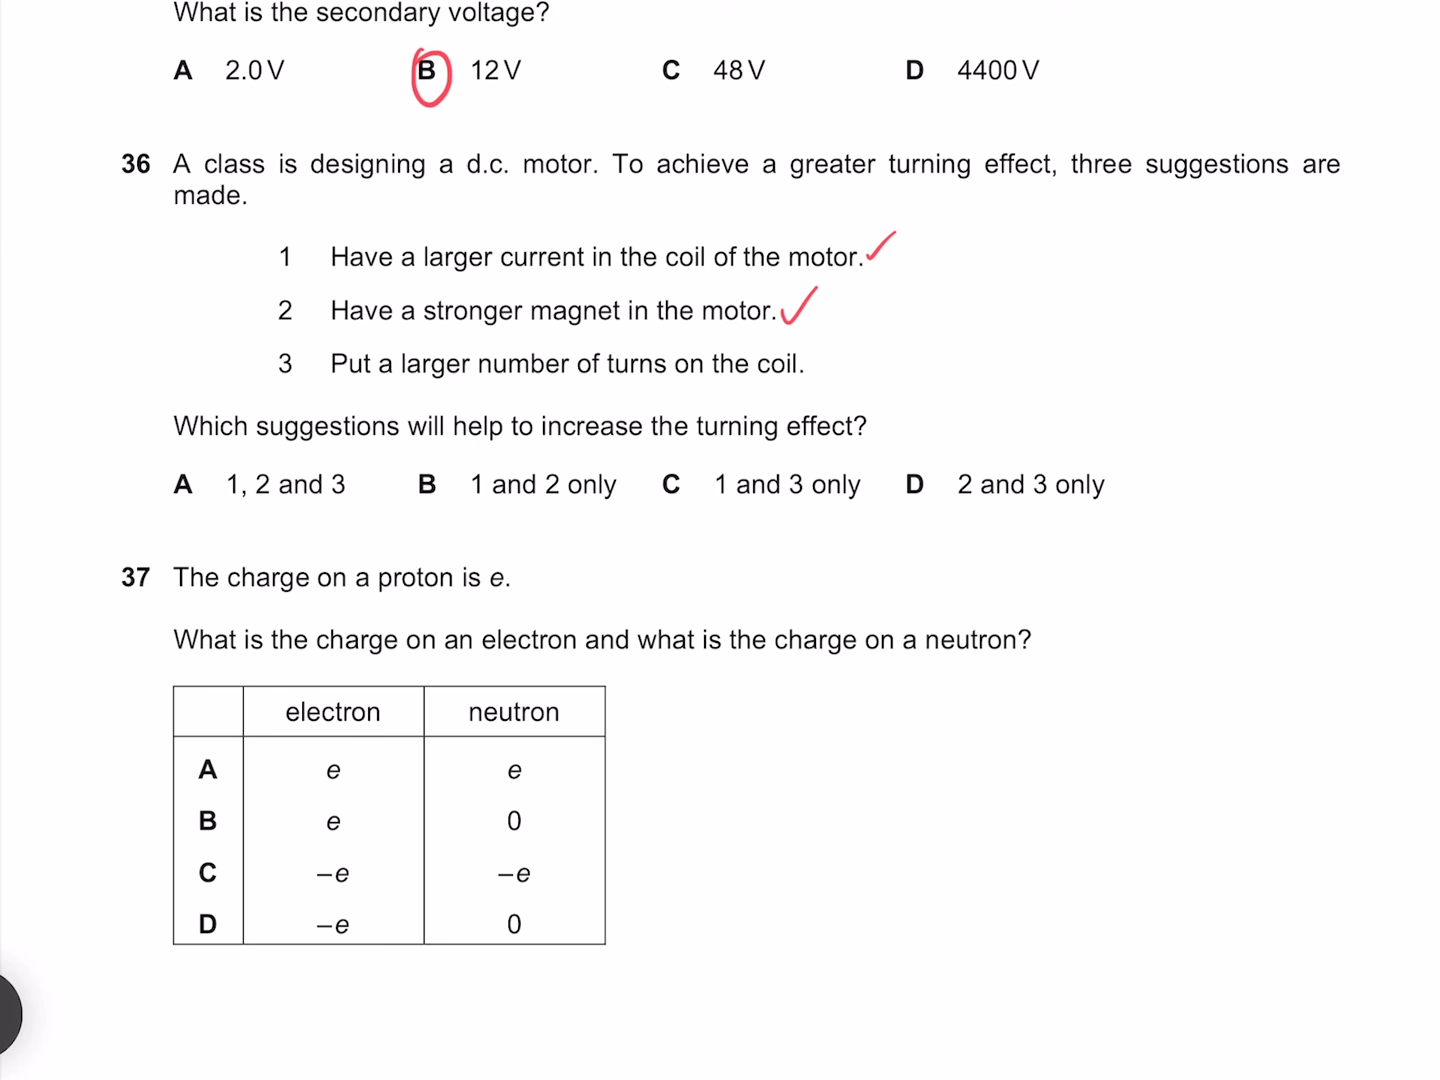 What is the secondary voltage?
A 2.0 V B 12 V C 48 V D 4400 V
36 A class is designing a d.c. motor. To achieve a greater turning effect, three suggestions are
made.
1 Have a larger current in the coil of the motor.
2 Have a stronger magnet in the motor.
3 Put a larger number of turns on the coil.
Which suggestions will help to increase the turning effect?
A 1, 2 and 3 B 1 and 2 only C 1 and 3 only D 2 and 3 only
37 The charge on a proton is e.
What is the charge on an electron and what is the charge on a neutron?
electron neutron
A e e
B e 0
C –e –e
D –e 0